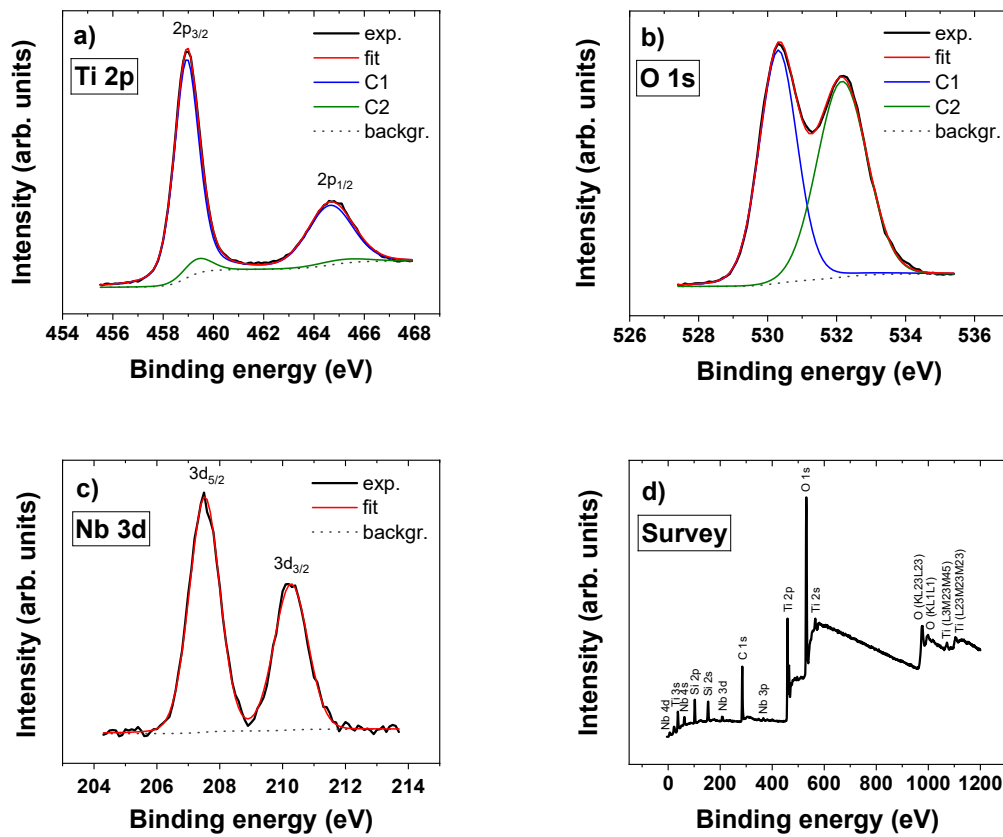 a)
Ti 2p
2p3/2
2p1/2
exp.
fit
C1
C2
backgr.
Intensity (arb. units)
454 456 458 460 462 464 466 468
Binding energy (eV)
b)
O 1s
exp.
fit
C1
C2
backgr.
Intensity (arb. units)
526 528 530 532 534 536
Binding energy (eV)
c)
Nb 3d
3d5/2
3d3/2
exp.
fit
backgr.
Intensity (arb. units)
204 206 208 210 212 214
Binding energy (eV)
d)
Survey
Nb 4d
Ti 3s
Nb 4s
Si 2p
Si 2s
Nb 3d
C 1s
Nb 3p
Ti 2p
O 1s
Ti 2s
O (KL23L23)
O (KL1L1)
Ti (L3M23M45)
Ti (L23M23M23)
Intensity (arb. units)
0 200 400 600 800 1000 1200
Binding energy (eV)